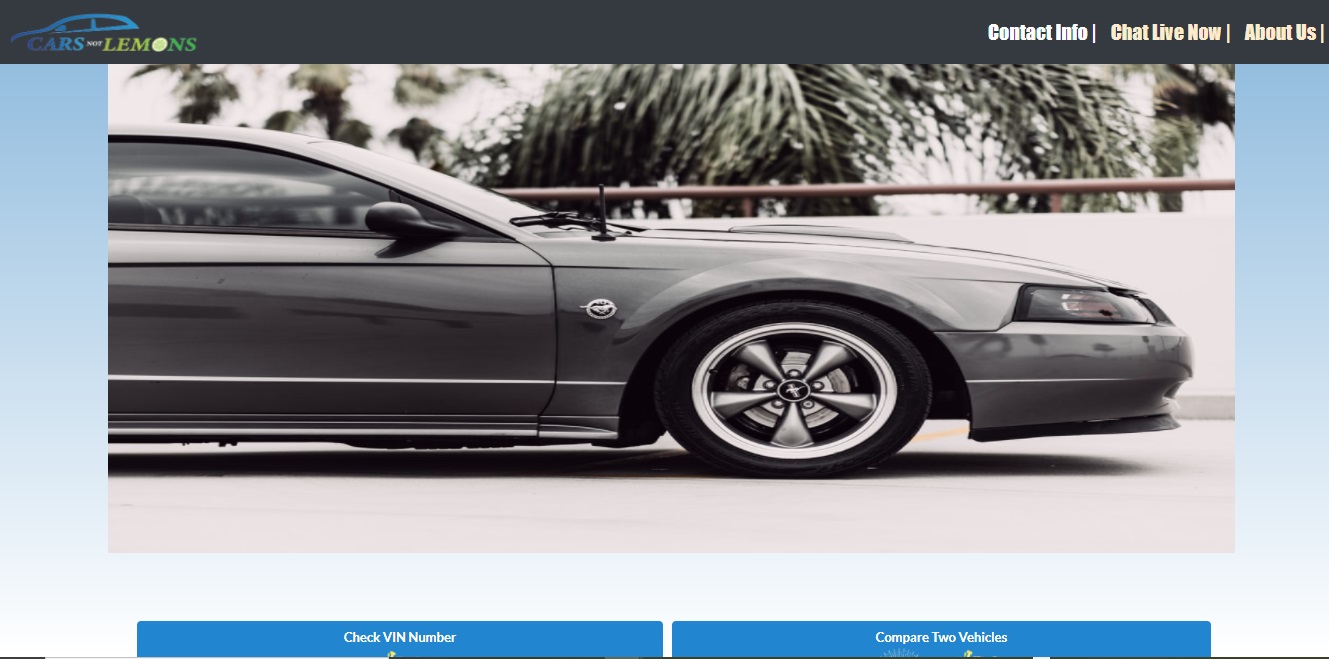 CARS NOT LEMONS
Contact Info | Chat Live Now | About Us |
Check VIN Number
Compare Two Vehicles